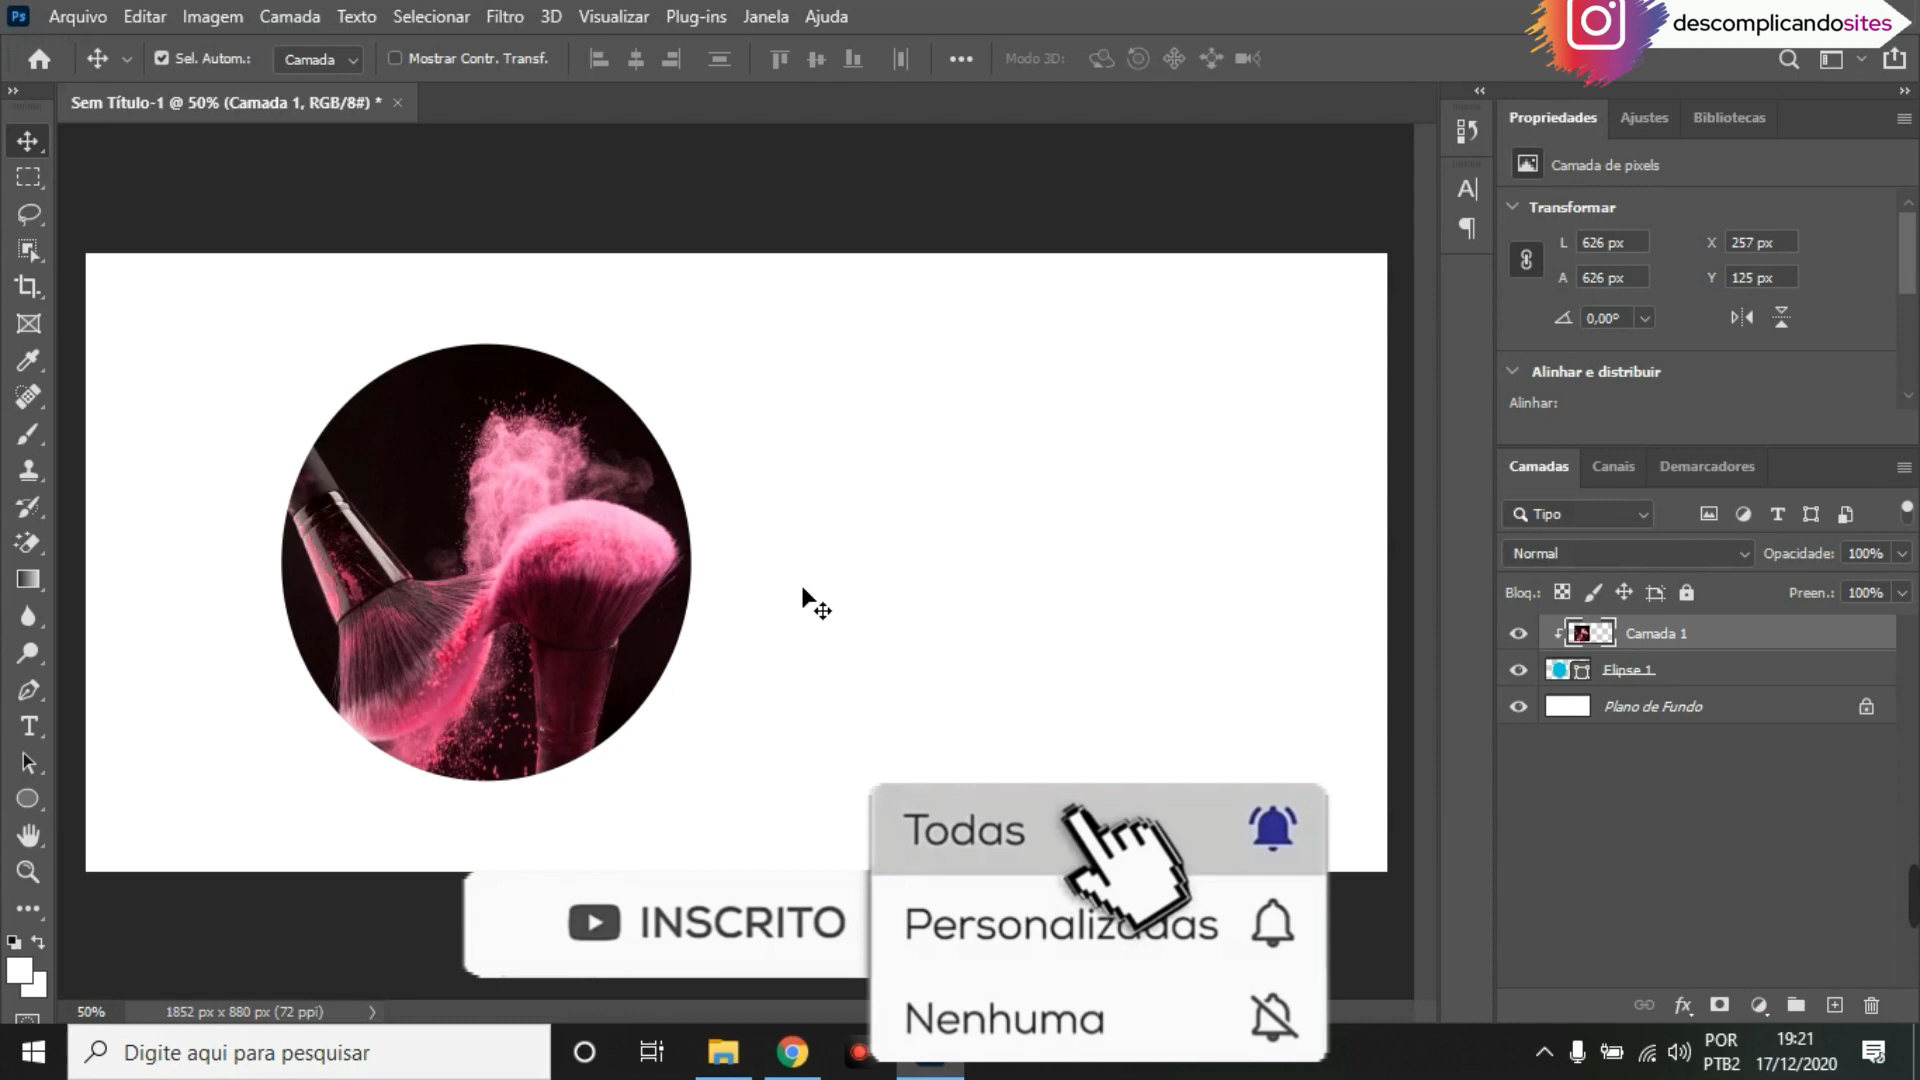 Ps Arquivo Editar Imagem Camada Texto Selecionar Filtro 3D Visualizar Plug-ins Janela Ajuda
descomplicandosites
Sel. Autom.: Camada Mostrar Contr. Transf. Modo 3D:
Sem Título-1 @ 50% (Camada 1, RGB/8#) *
Propriedades Ajustes Bibliotecas
Camada de pixels
Transformar
L 626 px X 257 px
A 626 px Y 125 px
0,00º
Alinhar e distribuir
Alinhar:
Camadas Canais Demarcadores
Tipo
Normal Opacidade: 100%
Bloq.: Preen.: 100%
Camada 1
Elipse 1
Plano de Fundo
Todas
INSCRITO
Personalizadas
Nenhuma
50% 1852 px x 880 px (72 ppi)
Digite aqui para pesquisar
POR
PTB2
19:21
17/12/2020